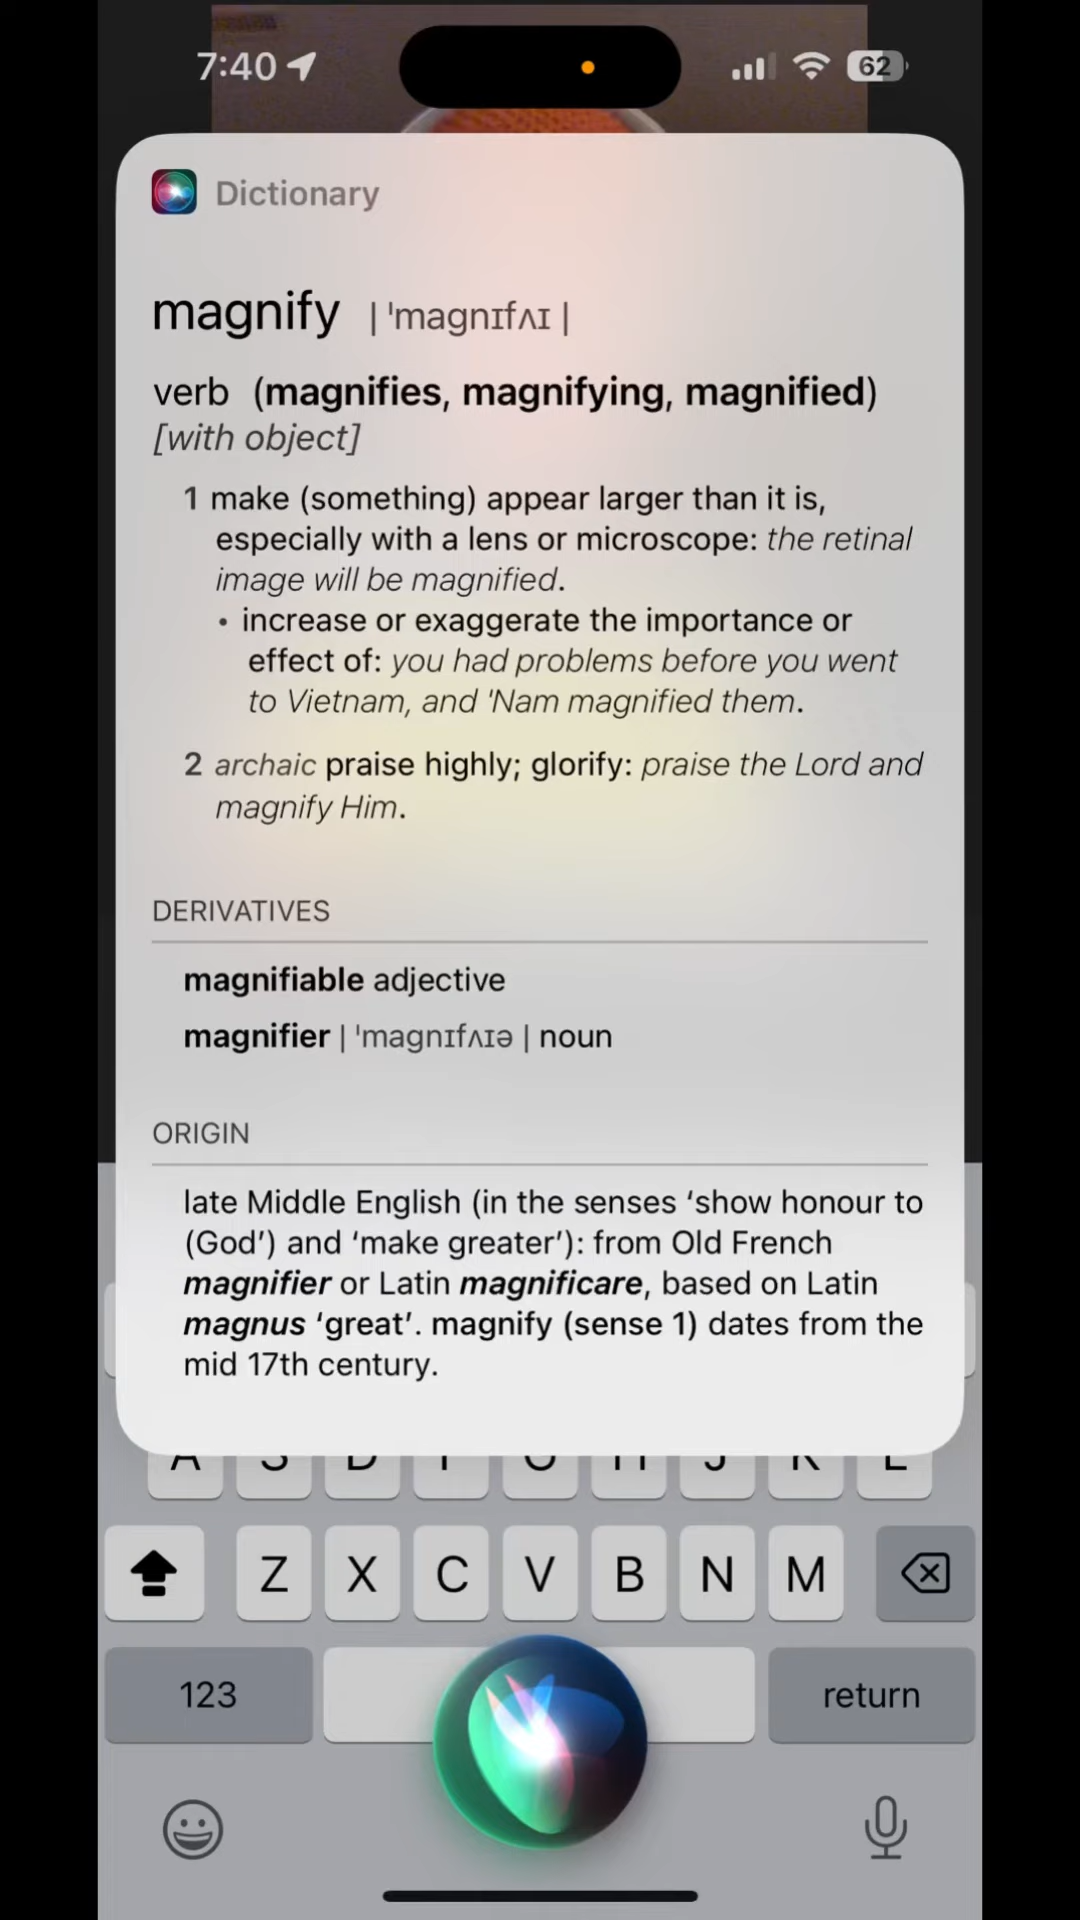 7:40
62
Dictionary
magnify | ˈmagnɪfʌɪ |
verb (magnifies, magnifying, magnified)
[with object]
1 make (something) appear larger than it is,
especially with a lens or microscope: the retinal
image will be magnified.
• increase or exaggerate the importance or
effect of: you had problems before you went
to Vietnam, and 'Nam magnified them.
2 archaic praise highly; glorify: praise the Lord and
magnify Him.
DERIVATIVES
magnifiable adjective
magnifier | ˈmagnɪfʌɪə | noun
ORIGIN
late Middle English (in the senses ‘show honour to
(God’) and ‘make greater’): from Old French
magnifier or Latin magnificare, based on Latin
magnus ‘great’. magnify (sense 1) dates from the
mid 17th century.
A S D F G H J K L
Z X C V B N M
123 return